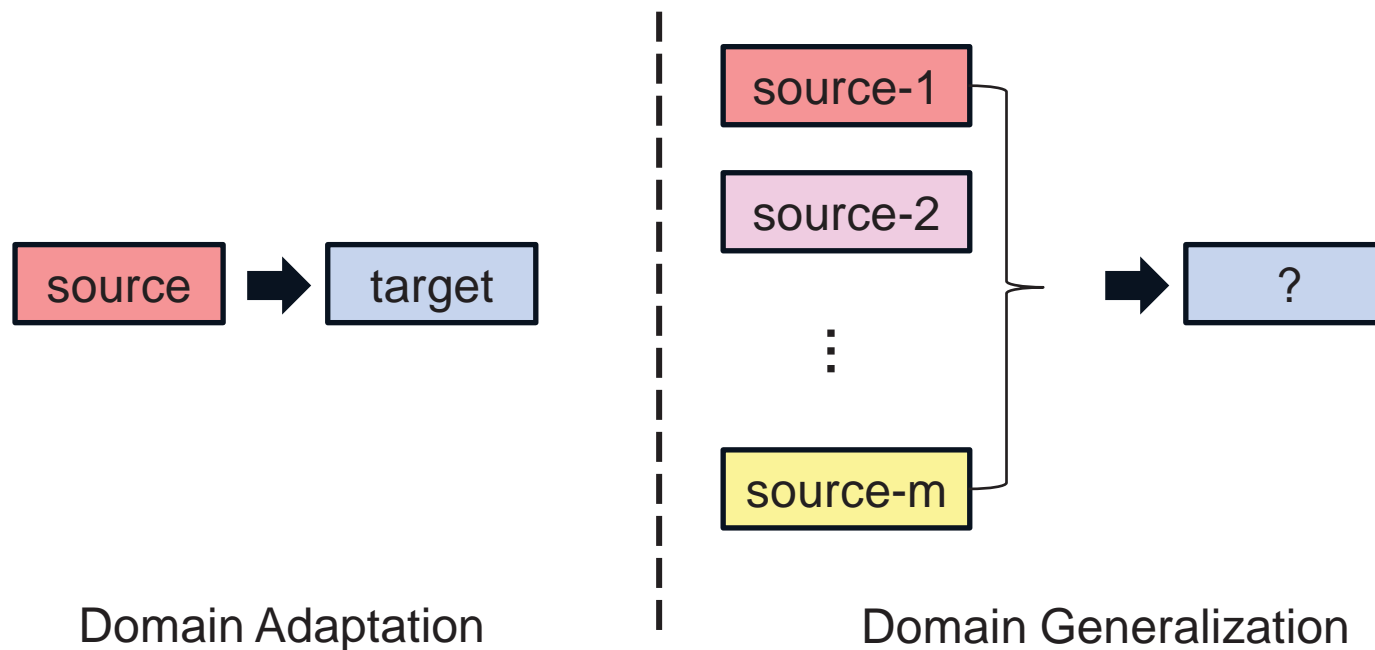 source
target
Domain Adaptation
source-1
source-2
⋮
source-m
?
Domain Generalization